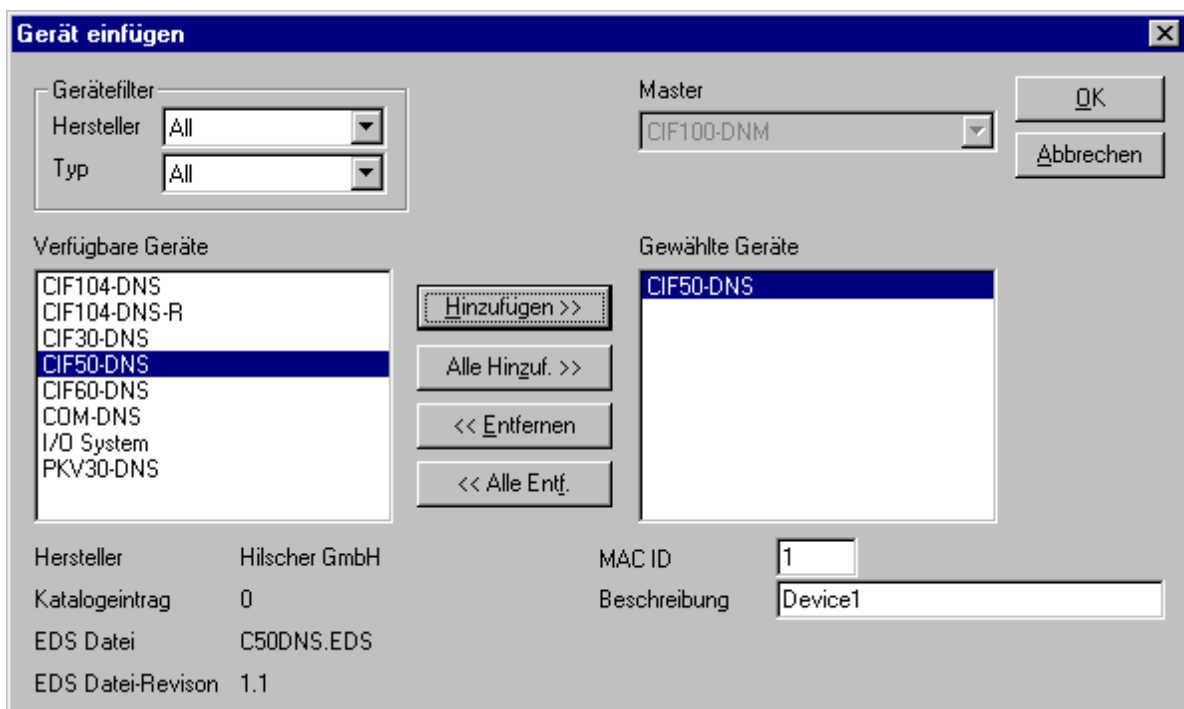 Gerät einfügen
Gerätefilter
Hersteller All
Typ All
Master
CIF100-DNM
OK
Abbrechen
Verfügbare Geräte
CIF104-DNS
CIF104-DNS-R
CIF30-DNS
CIF50-DNS
CIF60-DNS
COM-DNS
I/O System
PKV30-DNS
Hinzufügen >>
Alle Hinzuf. >>
<< Entfernen
<< Alle Entf.
Gewählte Geräte
CIF50-DNS
Hersteller Hilscher GmbH
Katalogeintrag 0
EDS Datei C50DNS.EDS
EDS Datei-Revison 1.1
MAC ID 1
Beschreibung Device1